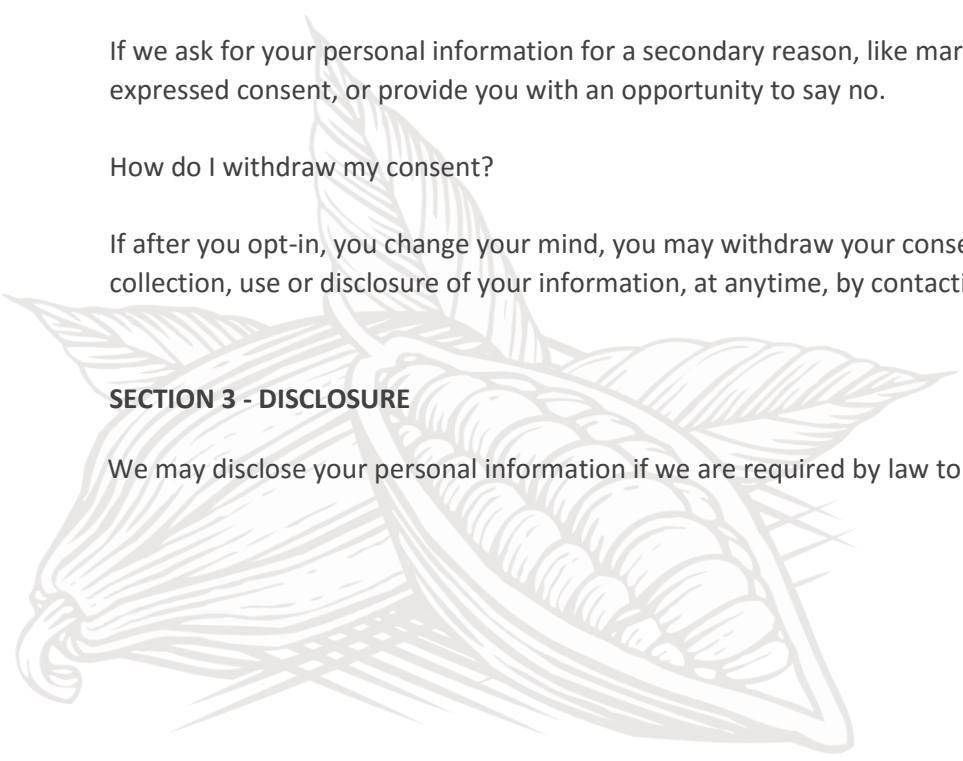 If we ask for your personal information for a secondary reason, like mar
expressed consent, or provide you with an opportunity to say no.
How do I withdraw my consent?
If after you opt-in, you change your mind, you may withdraw your conse
collection, use or disclosure of your information, at anytime, by contacti
SECTION 3 - DISCLOSURE
We may disclose your personal information if we are required by law to